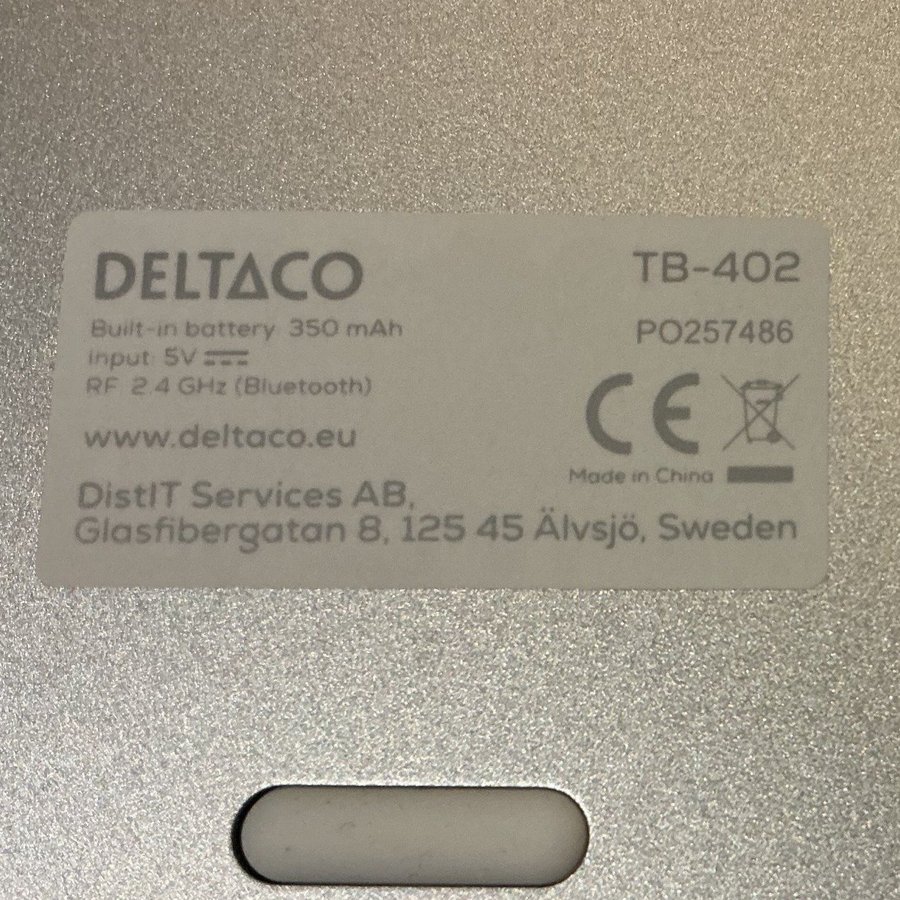 DELTACO
TB-402
Built-in battery 350 mAh
PO257486
Input: 5V
RF: 2.4 GHz (Bluetooth)
www.deltaco.eu
CE
Made in China
DistIT Services AB,
Glasfibergatan 8, 125 45 Älvsjö, Sweden